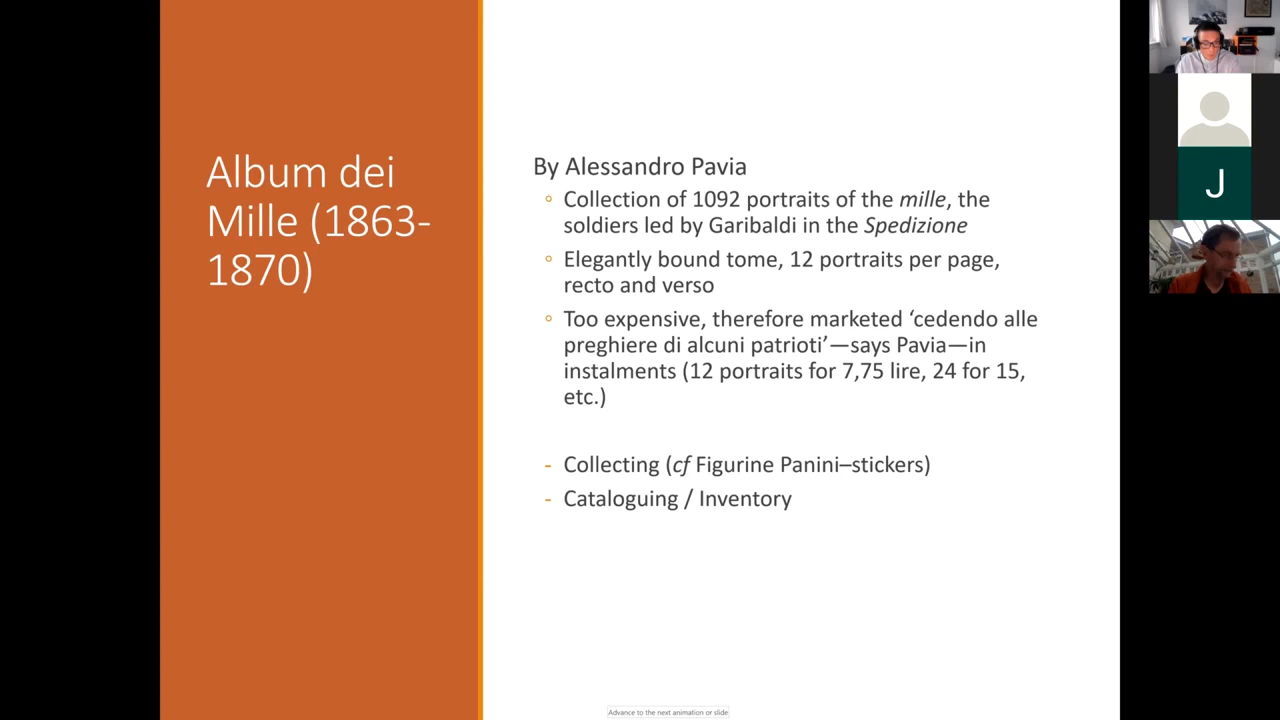 Album dei
Mille (1863-
1870)
By Alessandro Pavia
◦ Collection of 1092 portraits of the mille, the
soldiers led by Garibaldi in the Spedizione
◦ Elegantly bound tome, 12 portraits per page,
recto and verso
◦ Too expensive, therefore marketed ‘cedendo alle
preghiere di alcuni patrioti’—says Pavia—in
instalments (12 portraits for 7,75 lire, 24 for 15,
etc.)
- Collecting (cf Figurine Panini–stickers)
- Cataloguing / Inventory
J
Advance to the next animation or slide